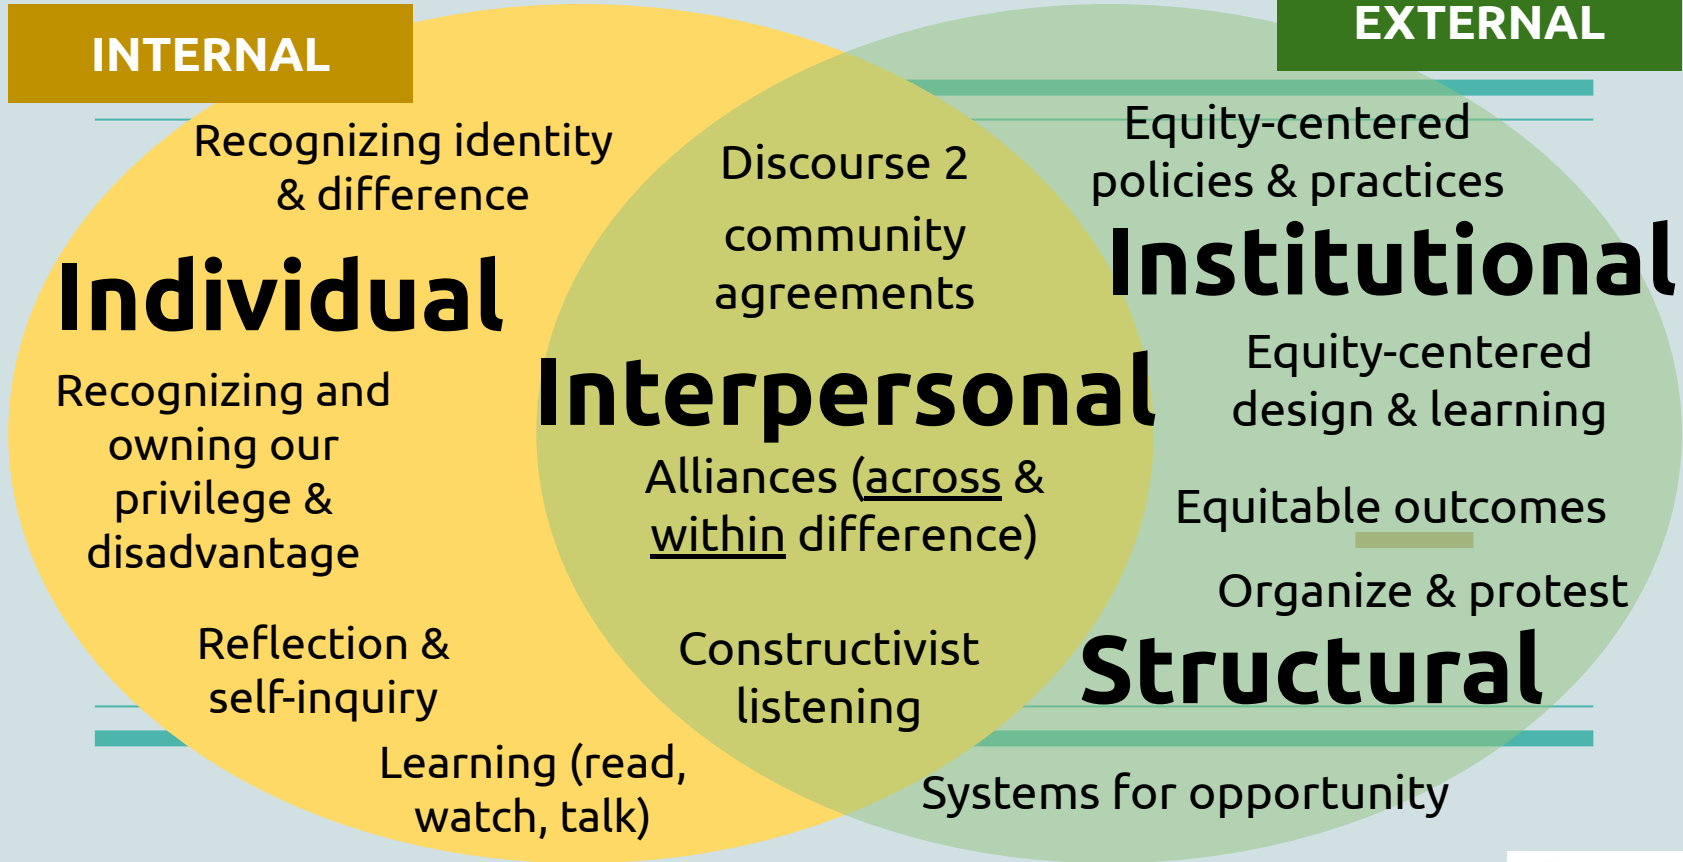 INTERNAL
EXTERNAL
Recognizing identity
& difference
Individual
Recognizing and
owning our
privilege &
disadvantage
Reflection &
self-inquiry
Learning (read,
watch, talk)
Discourse 2
community
agreements
Interpersonal
Alliances (across &
within difference)
Constructivist
listening
Equity-centered
policies & practices
Institutional
Equity-centered
design & learning
Equitable outcomes
Organize & protest
Structural
Systems for opportunity